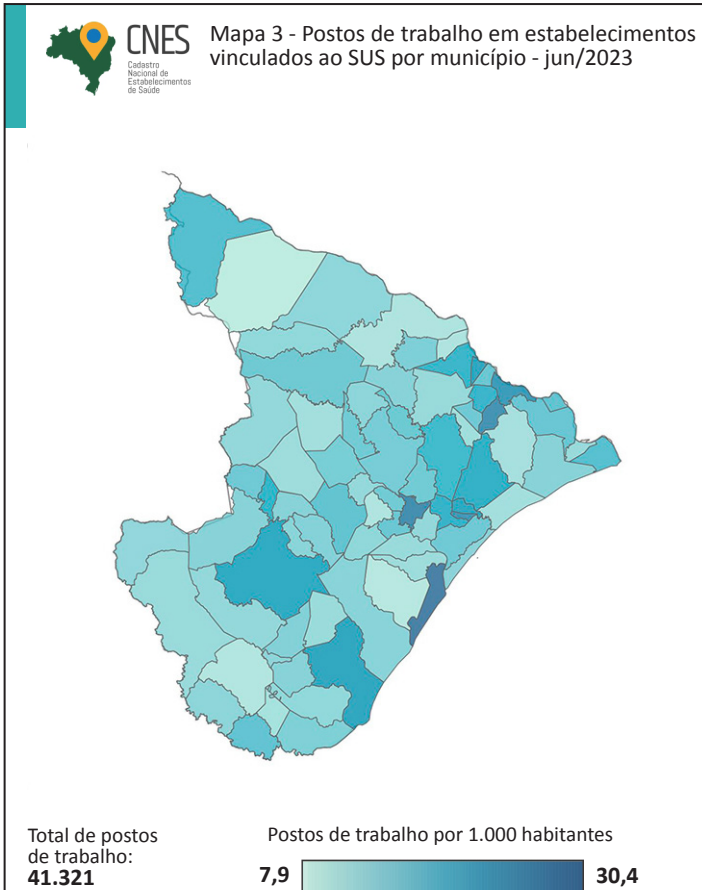 CNES
Cadastro
Nacional de
Estabelecimentos
de Saúde
Mapa 3 - Postos de trabalho em estabelecimentos
vinculados ao SUS por município - jun/2023
Total de postos
de trabalho:
41.321
Postos de trabalho por 1.000 habitantes
7,9
30,4